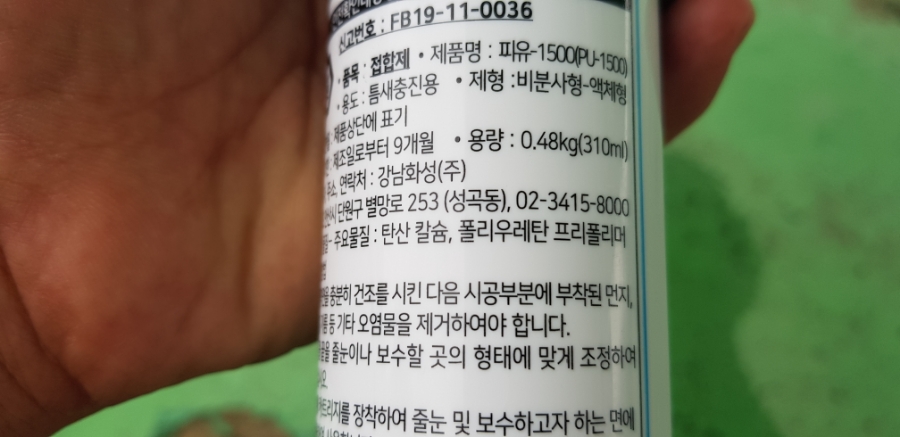 신고번호 : FB19-11-0036
• 품목 : 접합제 • 제품명 : 피유-1500(PU-1500)
• 용도 : 틈새충진용 • 제형 : 비분사형-액체형
제품상단에 표기
제조일로부터 9개월 • 용량 : 0.48kg(310ml)
주소, 연락처 : 강남화성(주)
단원구 별망로 253 (성곡동), 02-3415-8000
주요물질 : 탄산 칼슘, 폴리우레탄 프리폴리머
충분히 건조를 시킨 다음 시공부분에 부착된 먼지,
등 기타 오염물을 제거하여야 합니다.
줄눈이나 보수할 곳의 형태에 맞게 조정하여
장착하여 줄눈 및 보수하고자 하는 면에